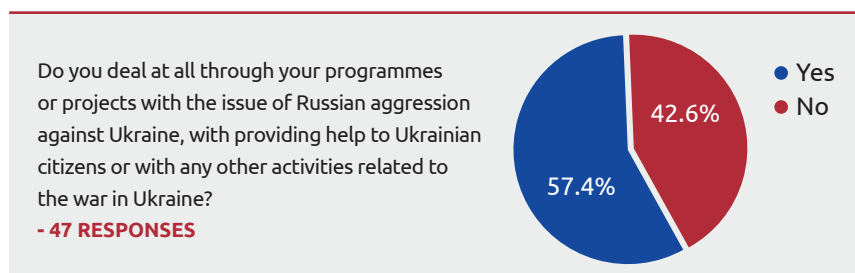 Do you deal at all through your programmes
or projects with the issue of Russian aggression
against Ukraine, with providing help to Ukrainian
citizens or with any other activities related to
the war in Ukraine?
- 47 RESPONSES
57.4%
42.6%
Yes
No